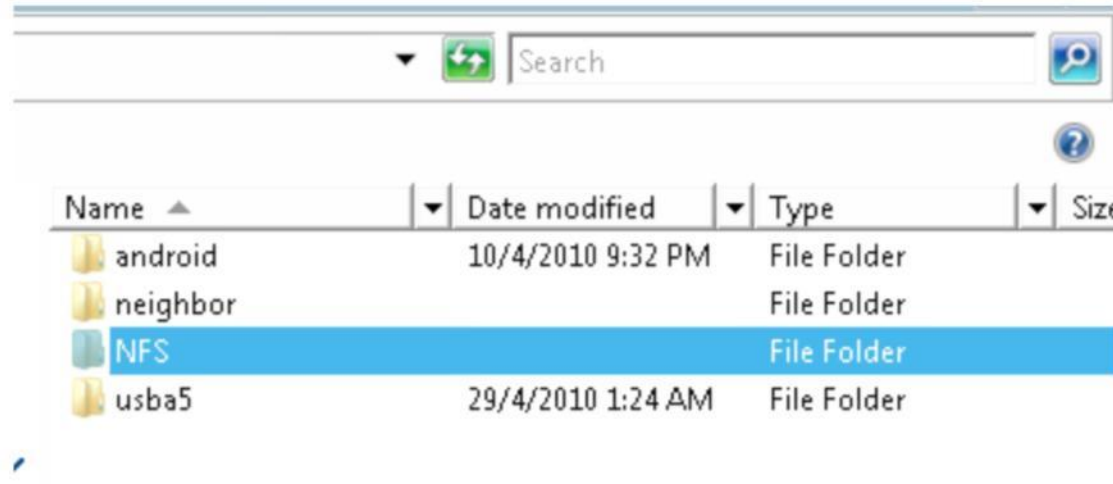 Search
Name Date modified Type Size
android 10/4/2010 9:32 PM File Folder
neighbor File Folder
NFS File Folder
usba5 29/4/2010 1:24 AM File Folder